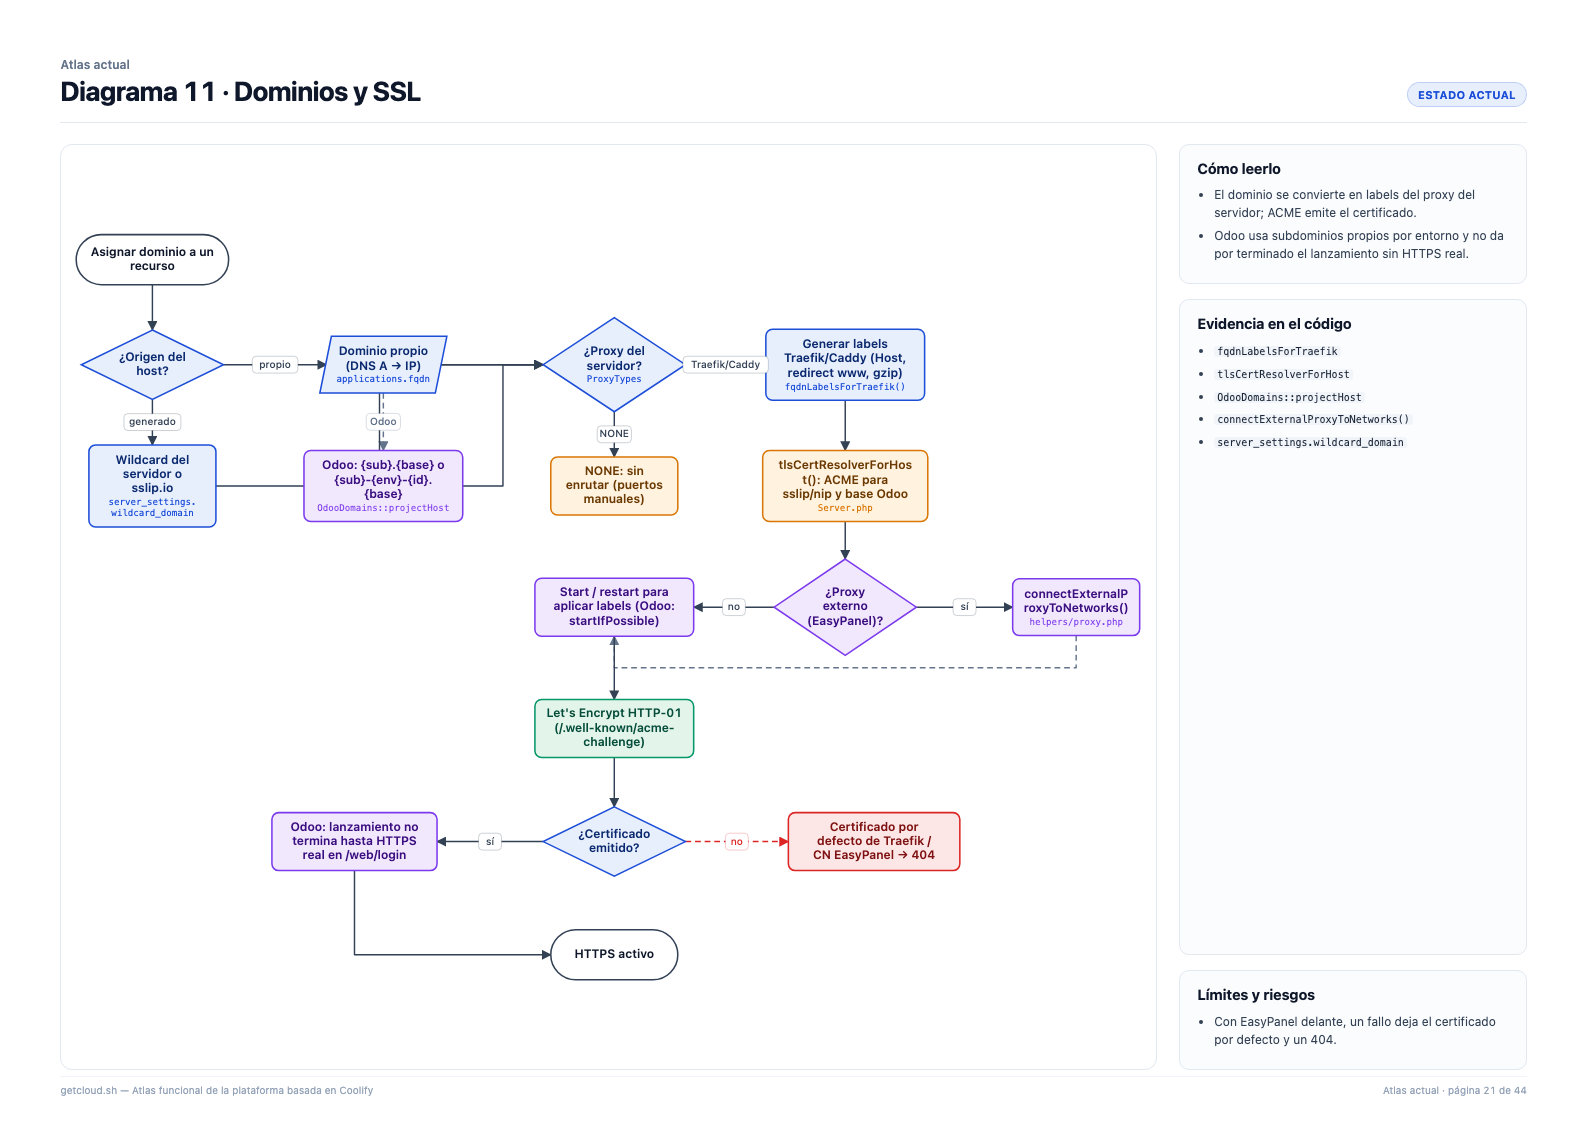 Atlas actual
Diagrama 11 · Dominios y SSL
ESTADO ACTUAL
Asignar dominio a un
recurso
¿Origen del
host?
propio
generado
Dominio propio
(DNS A → IP)
applications.fqdn
Odoo
Wildcard del
servidor o
sslip.io
server_settings.
wildcard_domain
Odoo: {sub}.{base} o
{sub}-{env}-{id}.
{base}
OdooDomains::projectHost
¿Proxy del
servidor?
ProxyTypes
Traefik/Caddy
NONE
NONE: sin
enrutar (puertos
manuales)
Generar labels
Traefik/Caddy (Host,
redirect www, gzip)
fqdnLabelsForTraefik()
tlsCertResolverForHos
t(): ACME para
sslip/nip y base Odoo
Server.php
¿Proxy
externo
(EasyPanel)?
no
sí
Start / restart para
aplicar labels (Odoo:
startIfPossible)
connectExternalP
roxyToNetworks()
helpers/proxy.php
Let's Encrypt HTTP-01
(/.well-known/acme-
challenge)
¿Certificado
emitido?
sí
no
Odoo: lanzamiento no
termina hasta HTTPS
real en /web/login
Certificado por
defecto de Traefik /
CN EasyPanel → 404
HTTPS activo
Cómo leerlo
• El dominio se convierte en labels del proxy del
servidor; ACME emite el certificado.
• Odoo usa subdominios propios por entorno y no da
por terminado el lanzamiento sin HTTPS real.
Evidencia en el código
• fqdnLabelsForTraefik
• tlsCertResolverForHost
• OdooDomains::projectHost
• connectExternalProxyToNetworks()
• server_settings.wildcard_domain
Límites y riesgos
• Con EasyPanel delante, un fallo deja el certificado
por defecto y un 404.
getcloud.sh — Atlas funcional de la plataforma basada en Coolify
Atlas actual · página 21 de 44